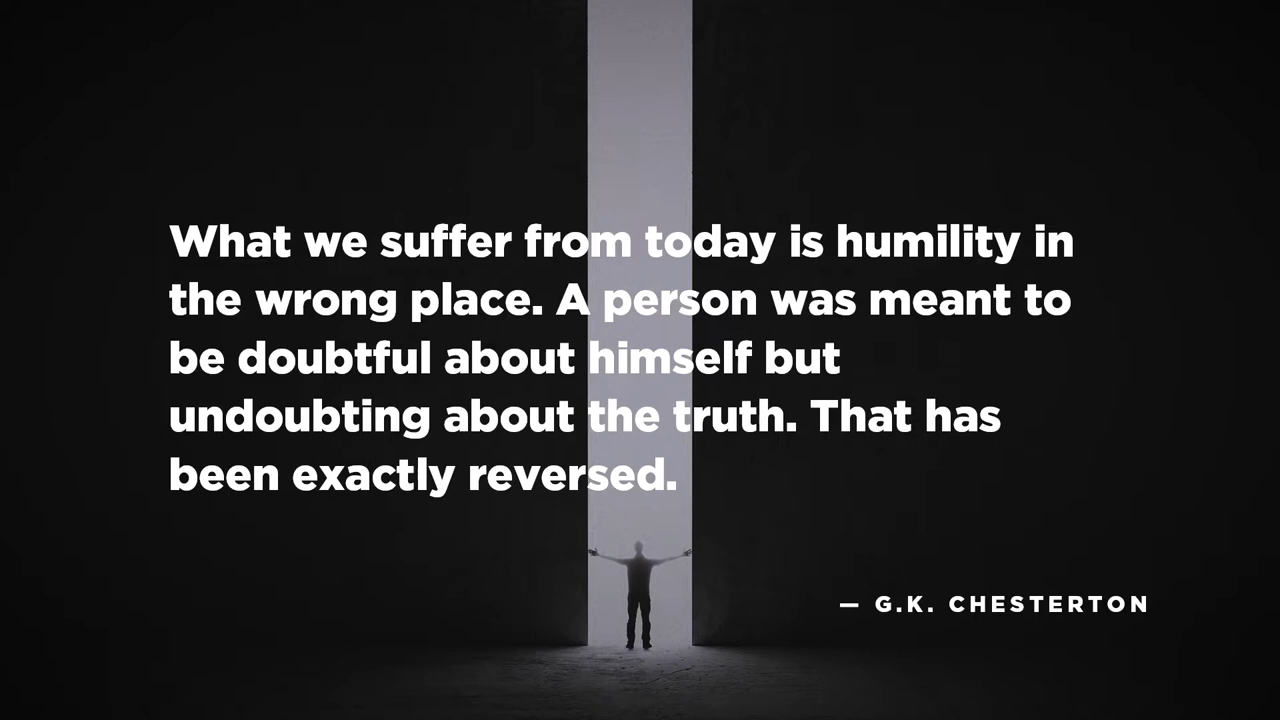 What we suffer from today is humility in
the wrong place. A person was meant to
be doubtful about himself but
undoubting about the truth. That has
been exactly reversed.
— G.K. CHESTERTON